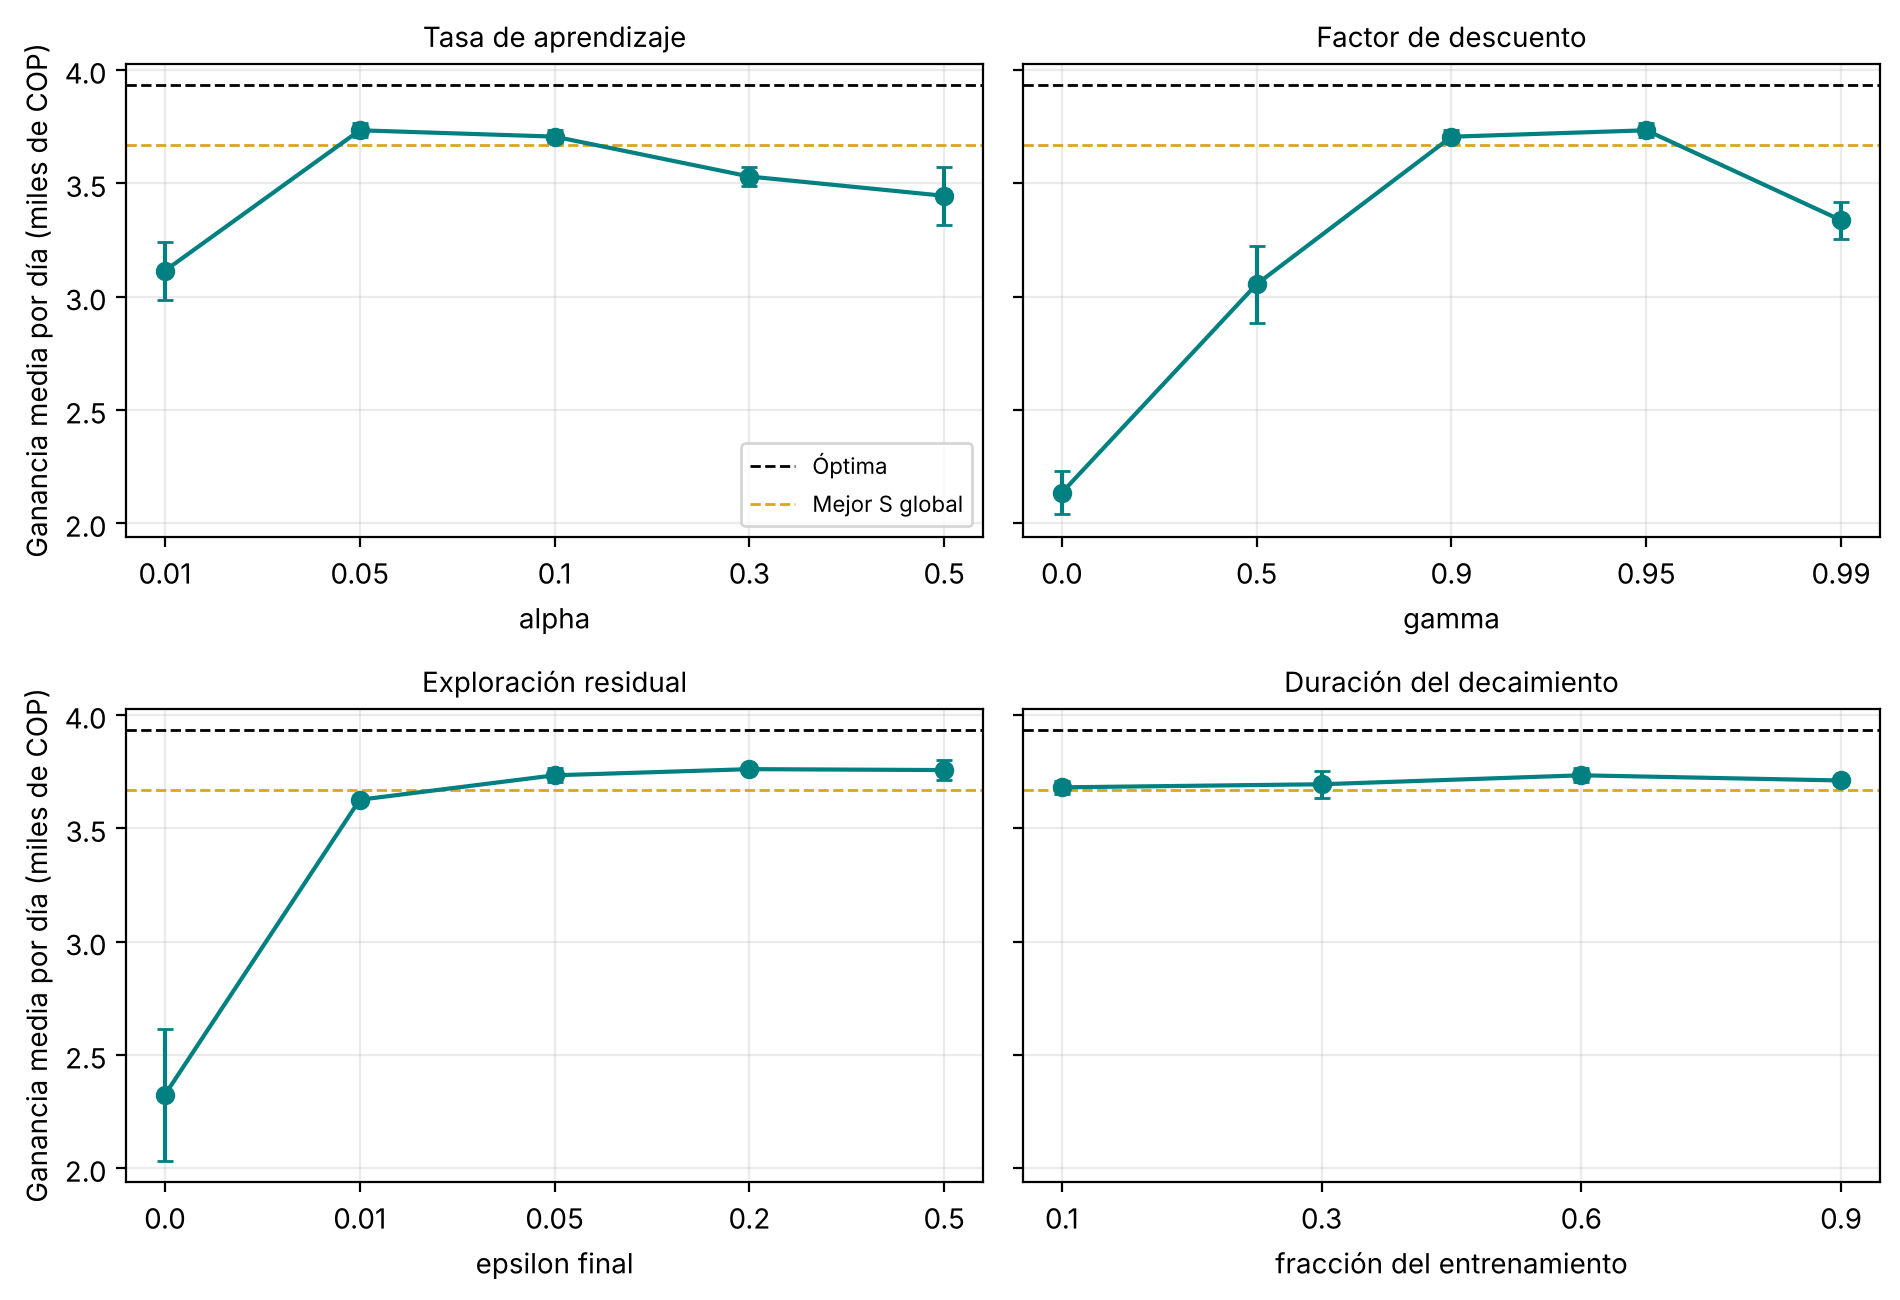 Tasa de aprendizaje
Ganancia media por día (miles de COP)
4.0
3.5
3.0
2.5
2.0
Óptima
Mejor S global
0.01 0.05 0.1 0.3 0.5
alpha
Factor de descuento
0.0 0.5 0.9 0.95 0.99
gamma
Exploración residual
Ganancia media por día (miles de COP)
4.0
3.5
3.0
2.5
2.0
0.0 0.01 0.05 0.2 0.5
epsilon final
Duración del decaimiento
0.1 0.3 0.6 0.9
fracción del entrenamiento